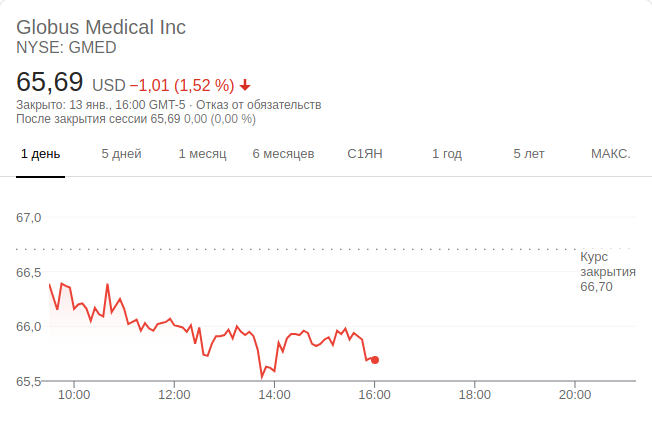 Globus Medical Inc
NYSE: GMED
65,69 USD −1,01 (1,52 %)
Закрыто: 13 янв., 16:00 GMT-5 · Отказ от обязательств
После закрытия сессии 65,69 0,00 (0,00 %)
1 день 5 дней 1 месяц 6 месяцев С1ЯН 1 год 5 лет МАКС.
67,0
Курс
закрытия
66,70
66,5
66,0
65,5
10:00 12:00 14:00 16:00 18:00 20:00